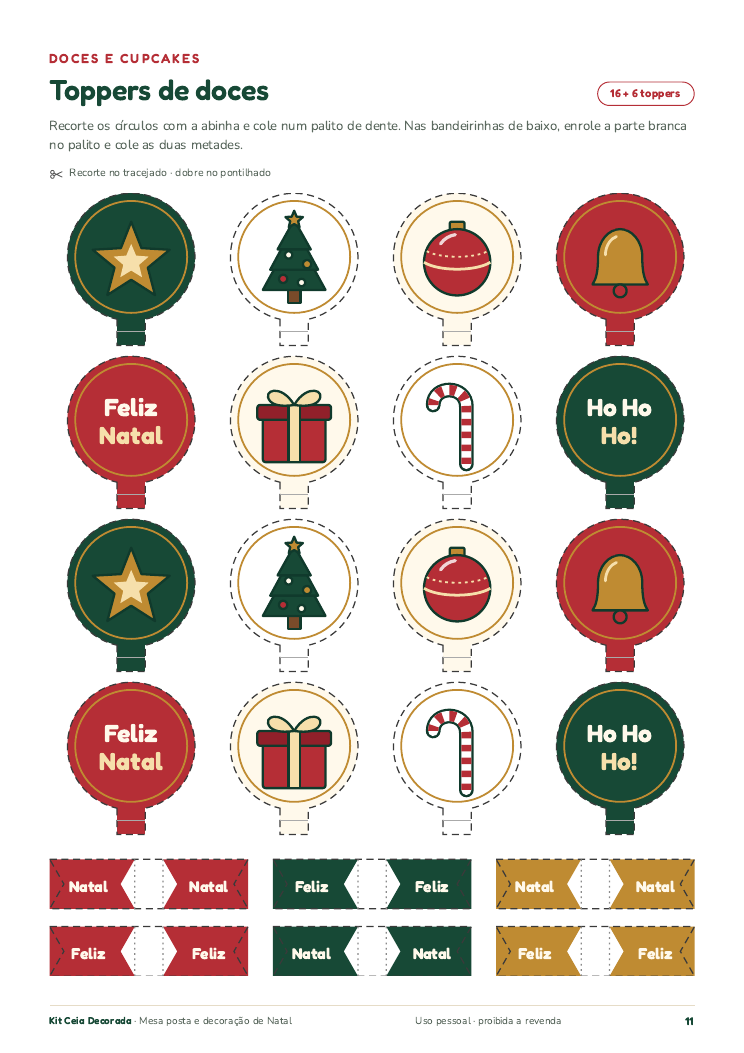 DOCES E CUPCAKES
Toppers de doces
16 + 6 toppers
Recorte os círculos com a abinha e cole num palito de dente. Nas bandeirinhas de baixo, enrole a parte branca
no palito e cole as duas metades.
Recorte no tracejado · dobre no pontilhado
Feliz
Natal
Ho Ho
Ho!
Feliz
Natal
Ho Ho
Ho!
Natal Natal Feliz Feliz Natal Natal
Feliz Feliz Natal Natal Feliz Feliz
Kit Ceia Decorada · Mesa posta e decoração de Natal Uso pessoal · proibida a revenda 11